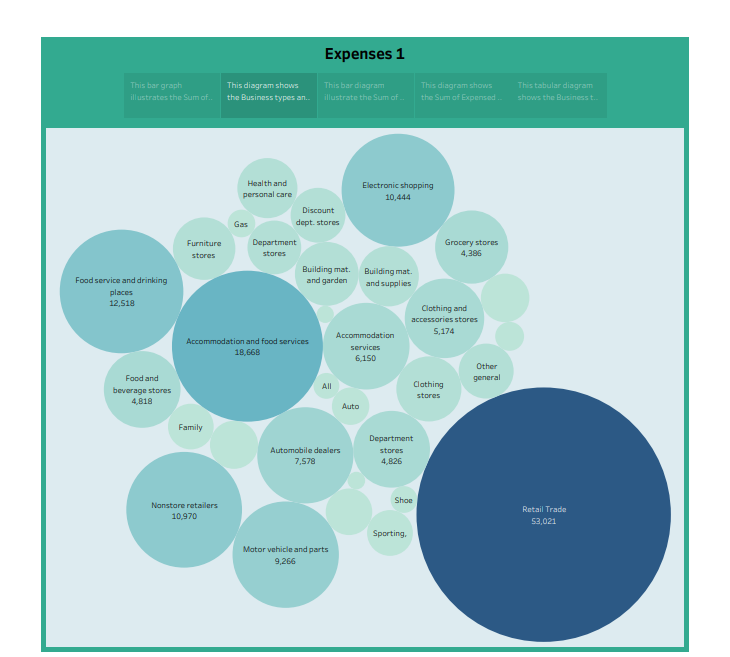 Expenses 1
This bar graph
illustrates the Sum of...
This diagram shows
the Business types an...
This bar diagram
illustrate the Sum of ...
This diagram shows
the Sum of Expensed ...
This tabular diagram
shows the Business t...
Electronic shopping
10,444
Health and
personal care
Discount
dept. stores
Gas
Furniture
stores
Department
stores
Grocery stores
4,386
Building mat.
and garden
Building mat.
and supplies
Food service and drinking
places
12,518
Clothing and
accessories stores
5,174
Accommodation and food services
18,668
Accommodation
services
6,150
Other
general
Food and
beverage stores
4,818
All
Clothing
stores
Auto
Family
Automobile dealers
7,578
Department
stores
4,826
Nonstore retailers
10,970
Shoe
Retail Trade
53,021
Sporting,
Motor vehicle and parts
9,266